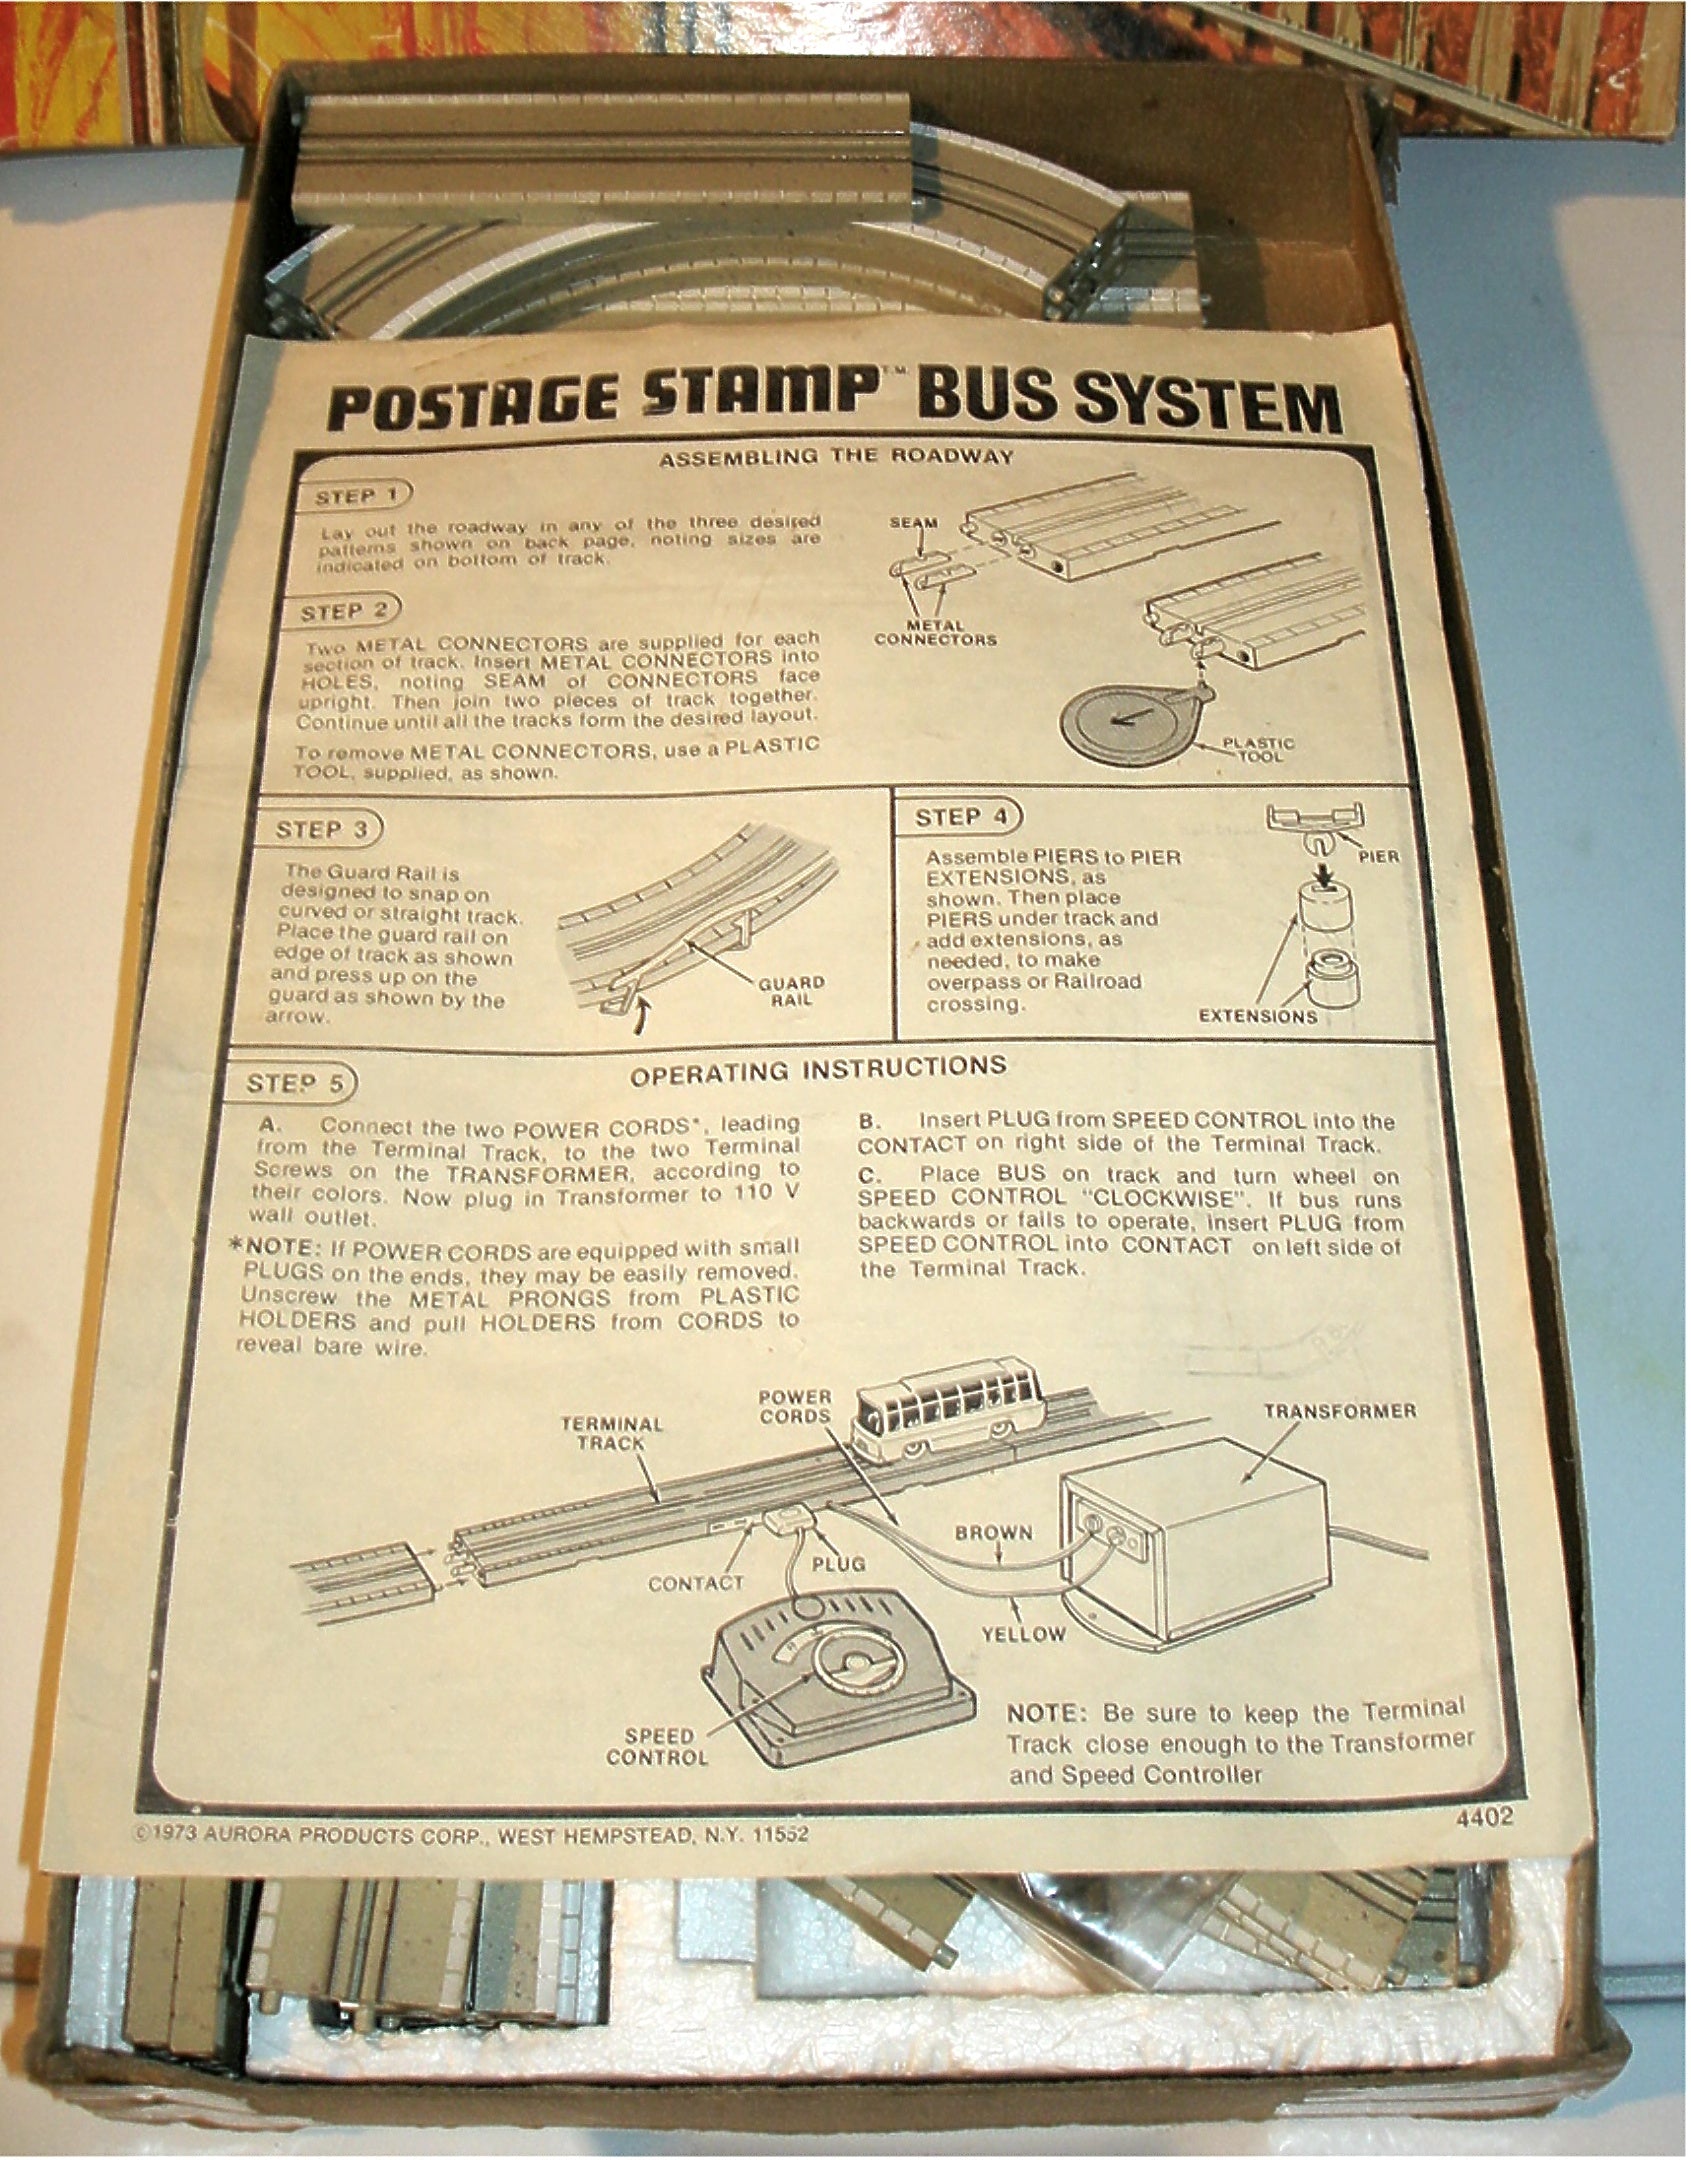 POSTAGE STAMP™ BUS SYSTEM
ASSEMBLING THE ROADWAY
STEP 1
Lay out the roadway in any of the three desired
patterns shown on back page, noting sizes are
indicated on bottom of track.
SEAM
METAL
CONNECTORS
STEP 2
Two METAL CONNECTORS are supplied for each
section of track. Insert METAL CONNECTORS into
HOLES, noting SEAM of CONNECTORS face
upright. Then join two pieces of track together.
Continue until all the tracks form the desired layout.
To remove METAL CONNECTORS, use a PLASTIC
TOOL, supplied, as shown.
PLASTIC
TOOL
STEP 3
The Guard Rail is
designed to snap on
curved or straight track.
Place the guard rail on
edge of track as shown
and press up on the
guard as shown by the
arrow.
GUARD
RAIL
STEP 4
Assemble PIERS to PIER
EXTENSIONS, as
shown. Then place
PIERS under track and
add extensions, as
needed, to make
overpass or Railroad
crossing.
PIER
EXTENSIONS
STEP 5
OPERATING INSTRUCTIONS
A. Connect the two POWER CORDS*, leading
from the Terminal Track, to the two Terminal
Screws on the TRANSFORMER, according to
their colors. Now plug in Transformer to 110 V
wall outlet.
*NOTE: If POWER CORDS are equipped with small
PLUGS on the ends, they may be easily removed.
Unscrew the METAL PRONGS from PLASTIC
HOLDERS and pull HOLDERS from CORDS to
reveal bare wire.
B. Insert PLUG from SPEED CONTROL into the
CONTACT on right side of the Terminal Track.
C. Place BUS on track and turn wheel on
SPEED CONTROL "CLOCKWISE". If bus runs
backwards or fails to operate, insert PLUG from
SPEED CONTROL into CONTACT on left side of
the Terminal Track.
TERMINAL
TRACK
POWER
CORDS
TRANSFORMER
BROWN
PLUG
CONTACT
YELLOW
SPEED
CONTROL
NOTE: Be sure to keep the Terminal
Track close enough to the Transformer
and Speed Controller
©1973 AURORA PRODUCTS CORP., WEST HEMPSTEAD, N.Y. 11552
4402